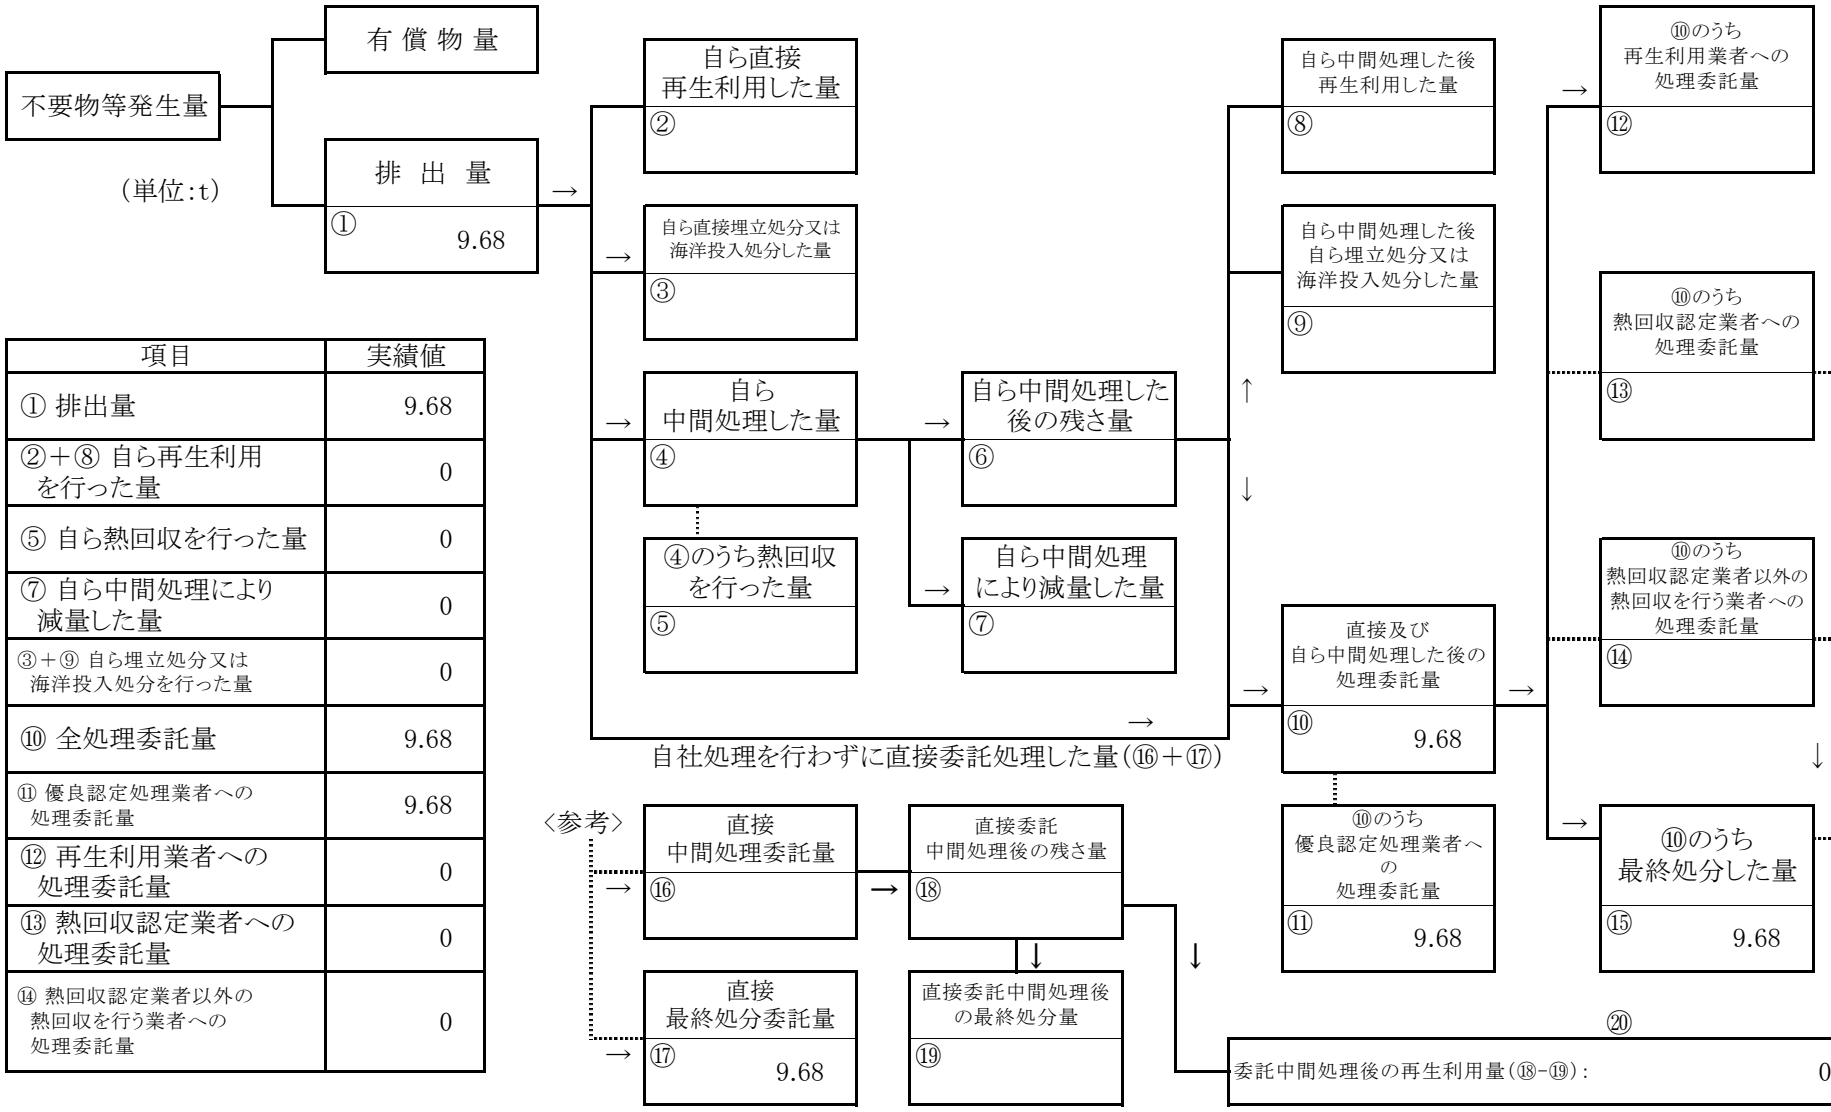 有償物量
不要物等発生量
(単位:t)
排出量
①
9.68
→
自ら直接
再生利用した量
②
→
自ら直接埋立処分又は
海洋投入処分した量
③
→
自ら
中間処理した量
④
④のうち熱回収
を行った量
⑤
→
自ら中間処理した
後の残さ量
⑥
→
自ら中間処理
により減量した量
⑦
自ら中間処理した後
再生利用した量
⑧
自ら中間処理した後
自ら埋立処分又は
海洋投入処分した量
⑨
↑
↓
→
自社処理を行わずに直接委託処理した量(⑯+⑰)
→
直接及び
自ら中間処理した後の
処理委託量
⑩
9.68
→
⑩のうち
優良認定処理業者へ
の
処理委託量
⑪
9.68
→
⑩のうち
再生利用業者への
処理委託量
⑫
⑩のうち
熱回収認定業者への
処理委託量
⑬
⑩のうち
熱回収認定業者以外の
熱回収を行う業者への
処理委託量
⑭
↓
→
⑩のうち
最終処分した量
⑮
9.68
項目 実績値
① 排出量 9.68
②+⑧ 自ら再生利用
を行った量 0
⑤ 自ら熱回収を行った量 0
⑦ 自ら中間処理により
減量した量 0
③+⑨ 自ら埋立処分又は
海洋投入処分を行った量 0
⑩ 全処理委託量 9.68
⑪ 優良認定処理業者への
処理委託量 9.68
⑫ 再生利用業者への
処理委託量 0
⑬ 熱回収認定業者への
処理委託量 0
⑭ 熱回収認定業者以外の
熱回収を行う業者への
処理委託量 0
〈参考〉
→
直接
中間処理委託量
⑯
→
直接委託
中間処理後の残さ量
⑱
↓
↓
→
直接
最終処分委託量
⑰
9.68
直接委託中間処理後
の最終処分量
⑲
⑳
委託中間処理後の再生利用量(⑱-⑲): 0